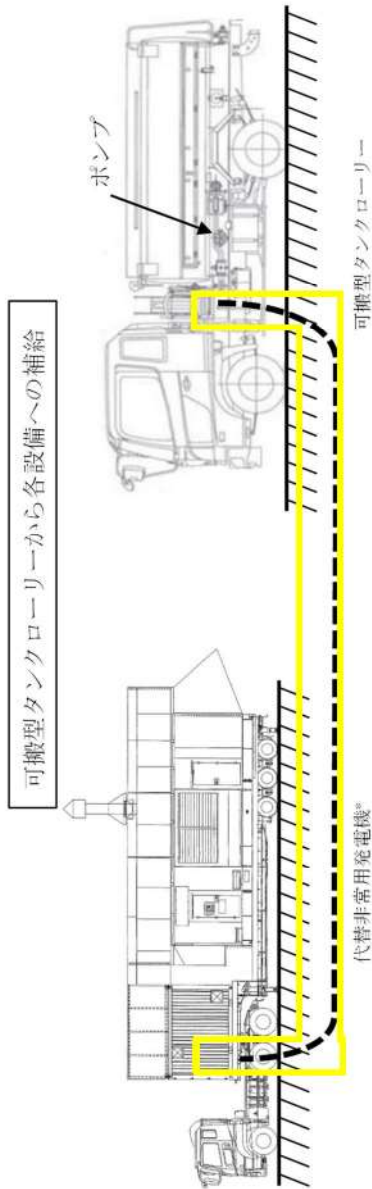 可搬型タンクローリーから各設備への補給
ポンプ
代替非常用発電機*
可搬型タンクローリー